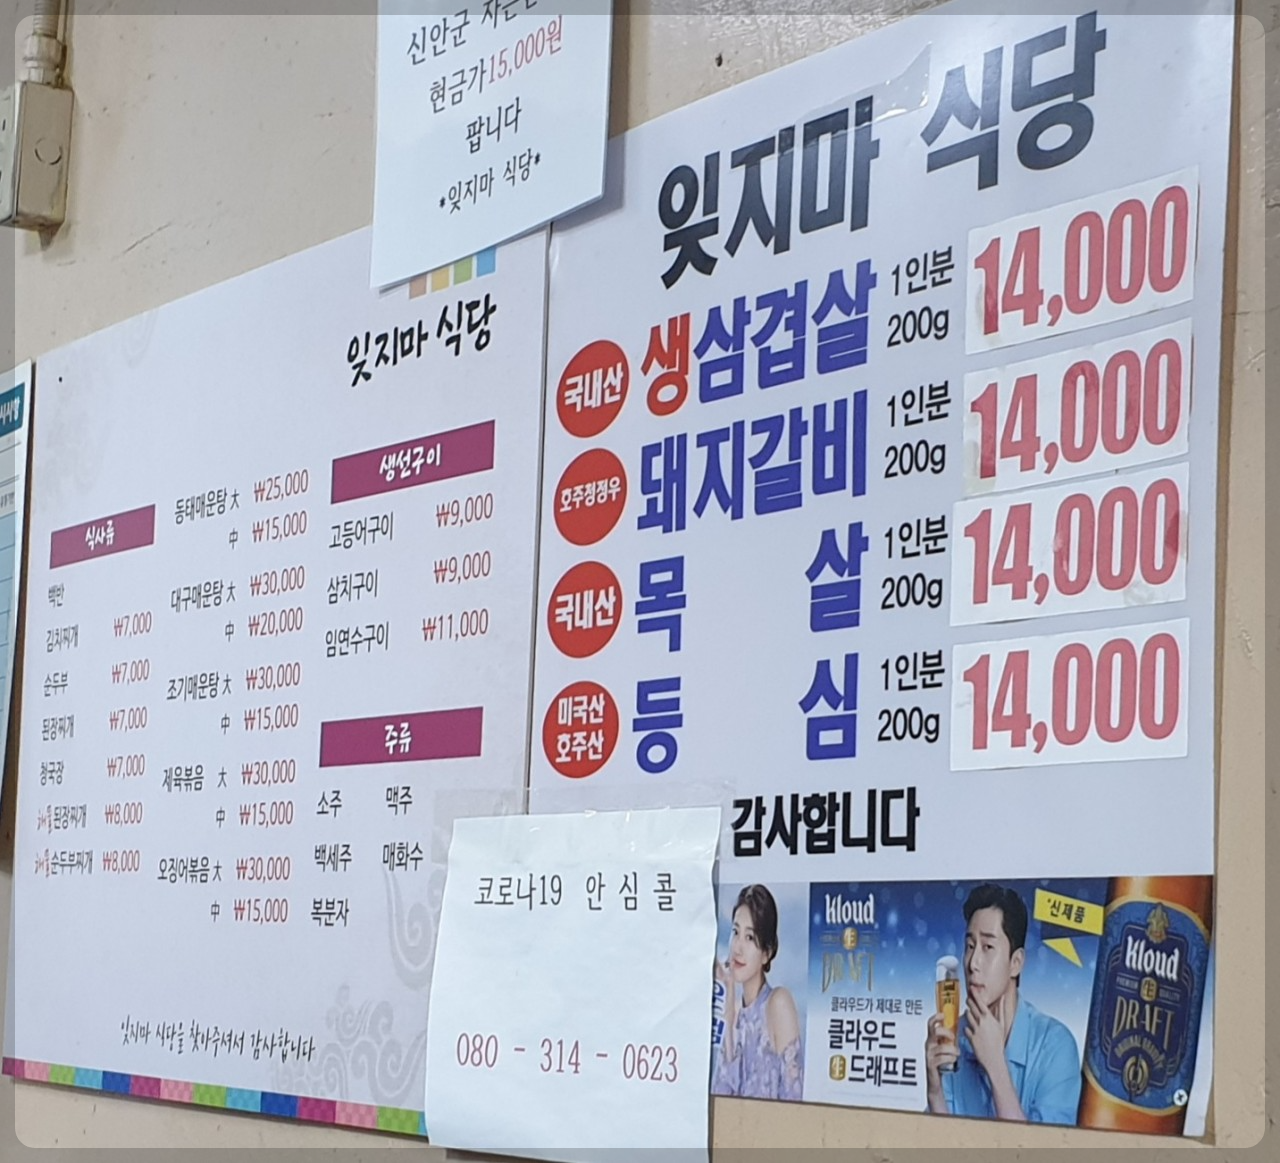 신안군
현금가15,000원
팝니다
*잊지마 식당*
잊지마 식당
식사류
백반
김치찌개 ₩7,000
순두부 ₩7,000
된장찌개 ₩7,000
청국장 ₩7,000
해물된장찌개 ₩8,000
해물순두부찌개 ₩8,000
동태매운탕 大 ₩25,000
中 ₩15,000
대구매운탕 大 ₩30,000
中 ₩20,000
조기매운탕 大 ₩30,000
中 ₩15,000
제육볶음 大 ₩30,000
中 ₩15,000
오징어볶음 大 ₩30,000
中 ₩15,000
생선구이
고등어구이 ₩9,000
삼치구이 ₩9,000
임연수구이 ₩11,000
주류
소주 맥주
백세주 매화수
복분자
잊지마 식당을 찾아주셔서 감사합니다
잊지마 식당
국내산 생삼겹살 1인분 200g 14,000
호주청정우 돼지갈비 1인분 200g 14,000
국내산 목살 1인분 200g 14,000
미국산 호주산 등심 1인분 200g 14,000
감사합니다
코로나19 안 심 콜
080 - 314 - 0623
Kloud
生
DRAFT
클라우드가 제대로 만든
클라우드
生드래프트
*신제품
Kloud
PREMIUM 生 QUALITY
DRAFT